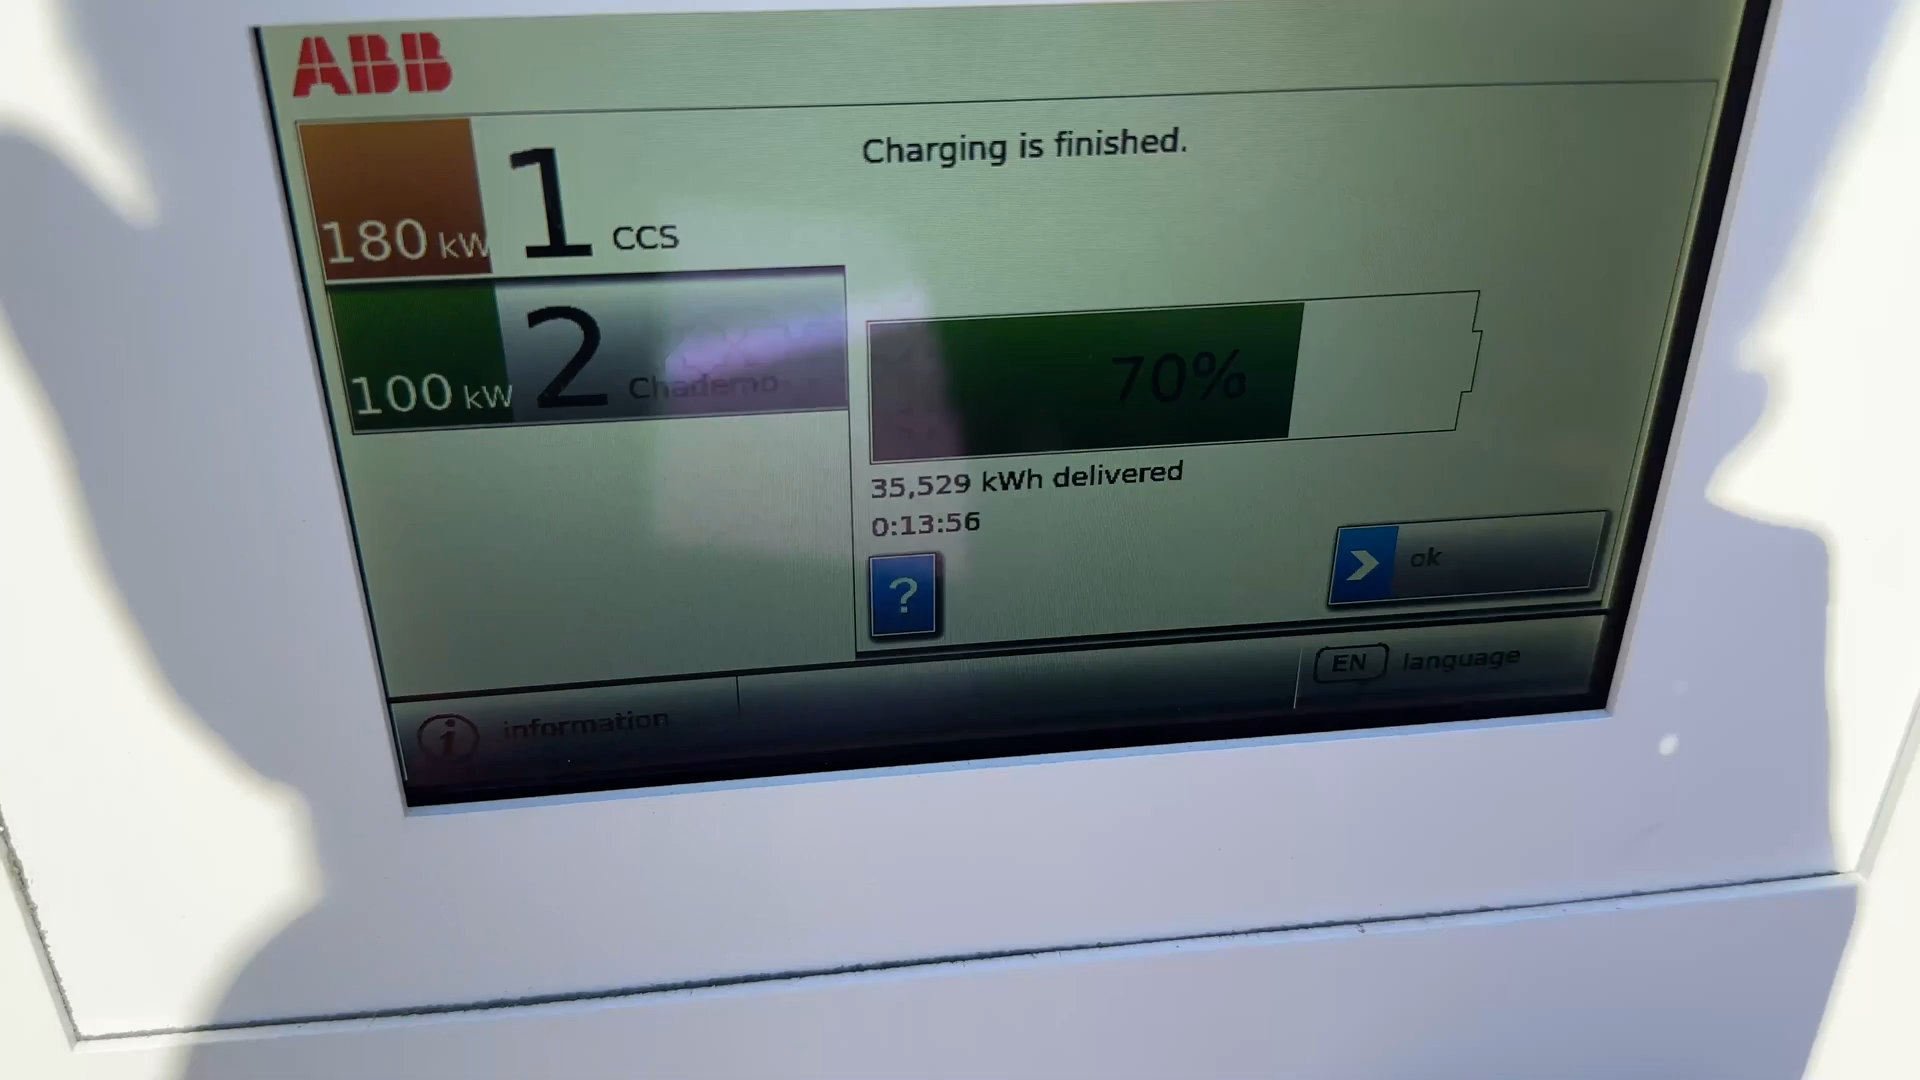 ABB
180 kW 1 CCS
100 kW 2 Chademo
Charging is finished.
70%
35,529 kWh delivered
0:13:56
?
ok
i information
EN language